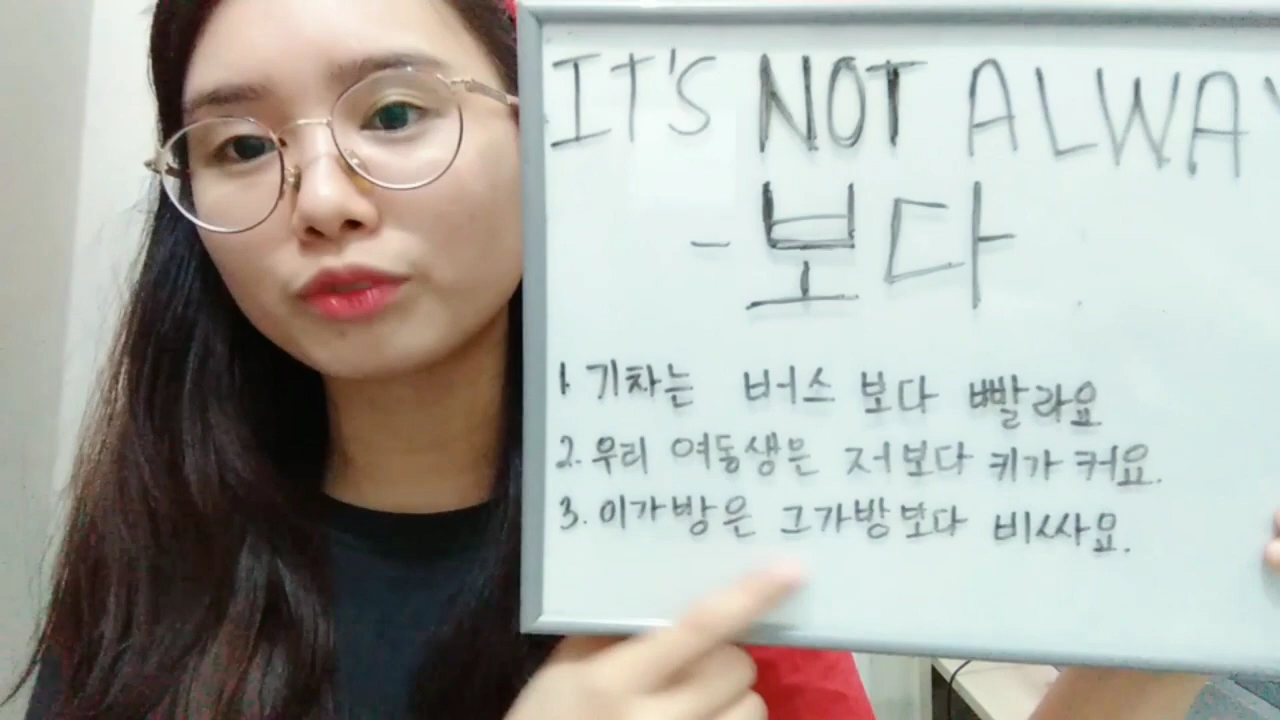 IT'S NOT ALWAY
-보다
1. 기차는 버스 보다 빨라요
2. 우리 여동생은 저보다 키가 커요.
3. 이가방은 그가방보다 비싸요.